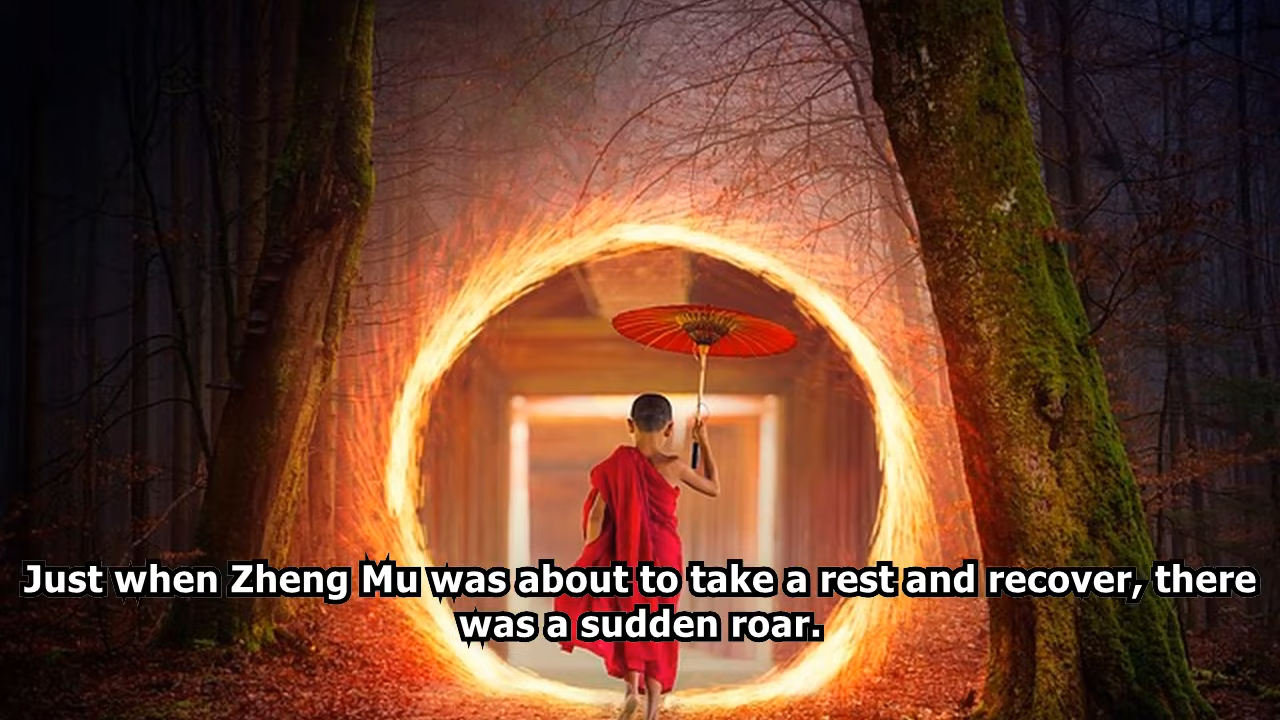 Just when Zheng Mu was about to take a rest and recover, there
was a sudden roar.